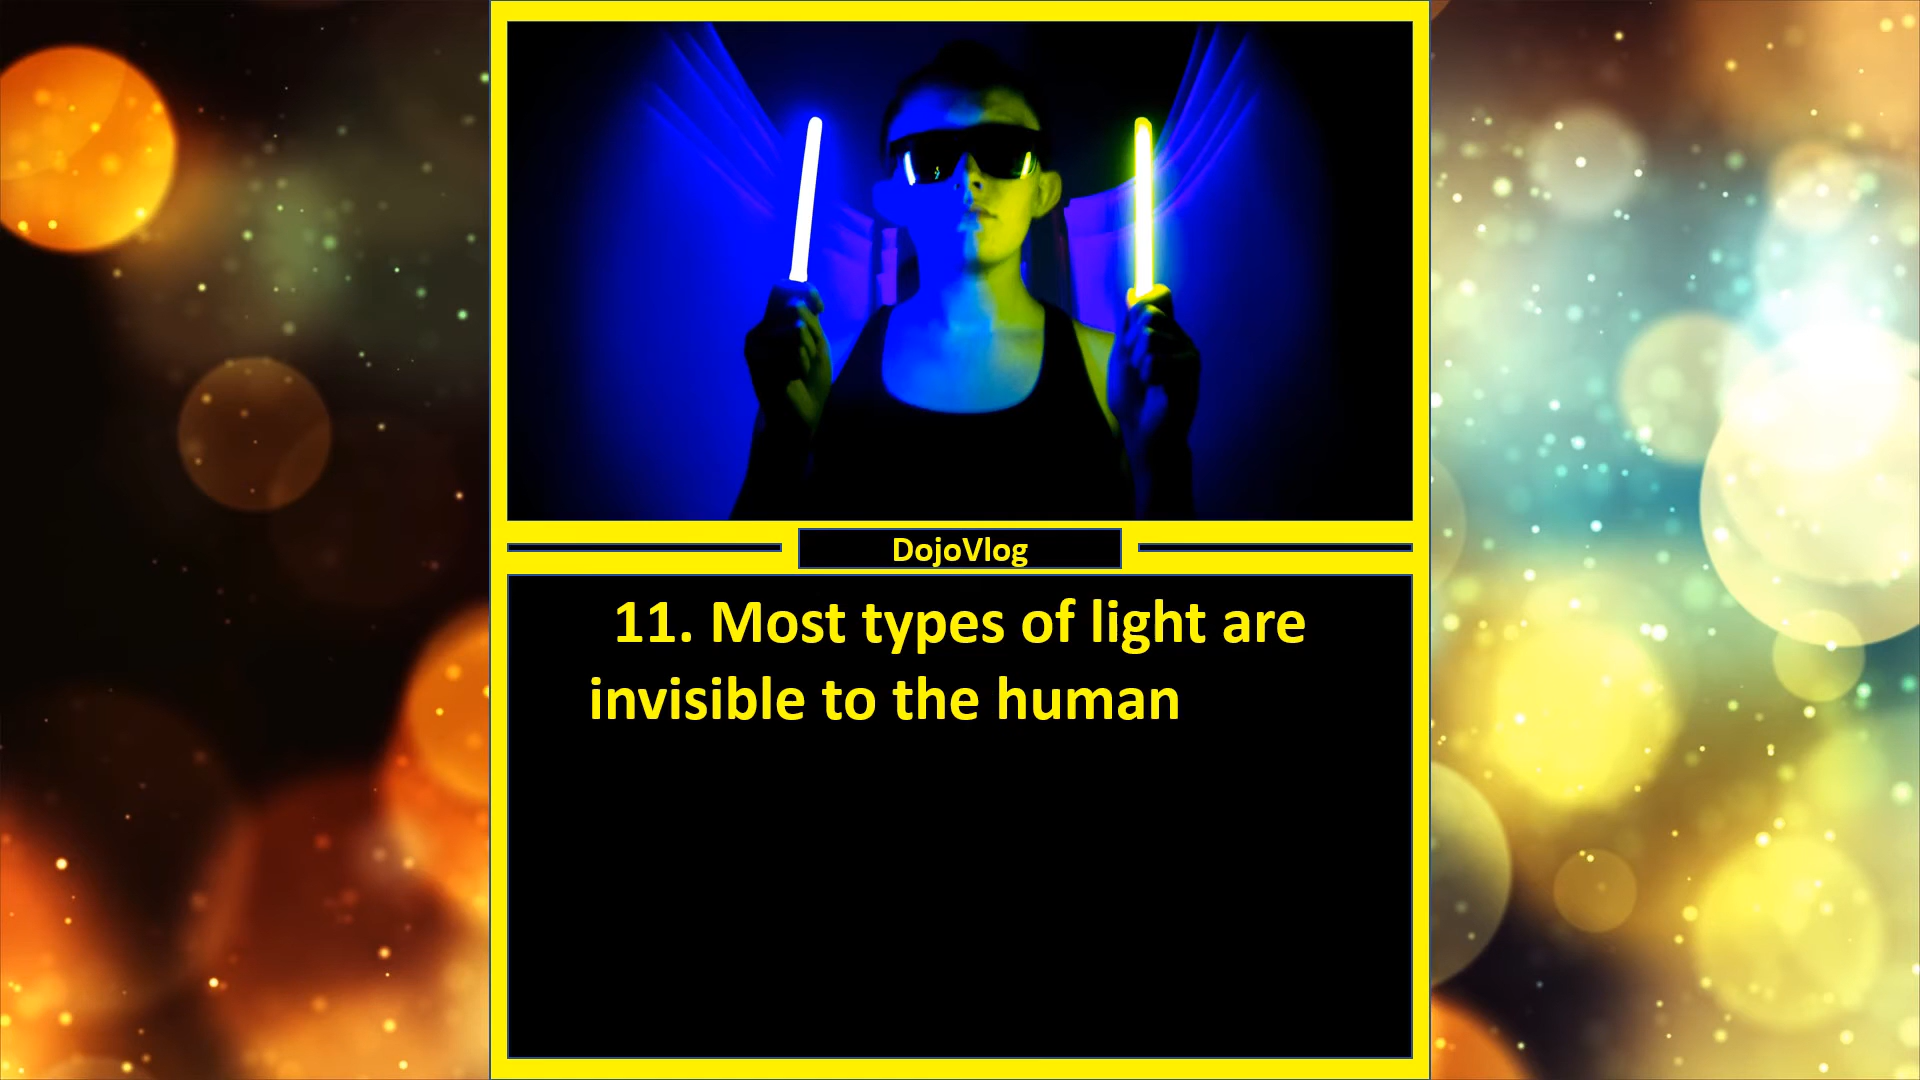 DojoVlog
11. Most types of light are
invisible to the human